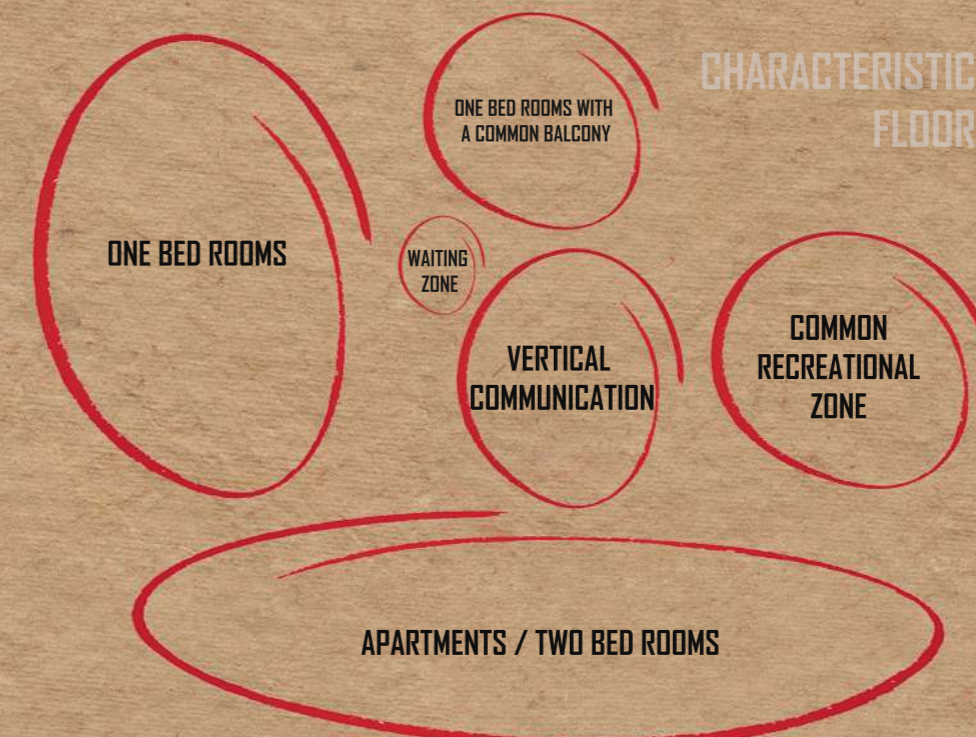 CHARACTERISTIC
FLOOR
ONE BED ROOMS WITH
A COMMON BALCONY
ONE BED ROOMS
WAITING
ZONE
VERTICAL
COMMUNICATION
COMMON
RECREATIONAL
ZONE
APARTMENTS / TWO BED ROOMS